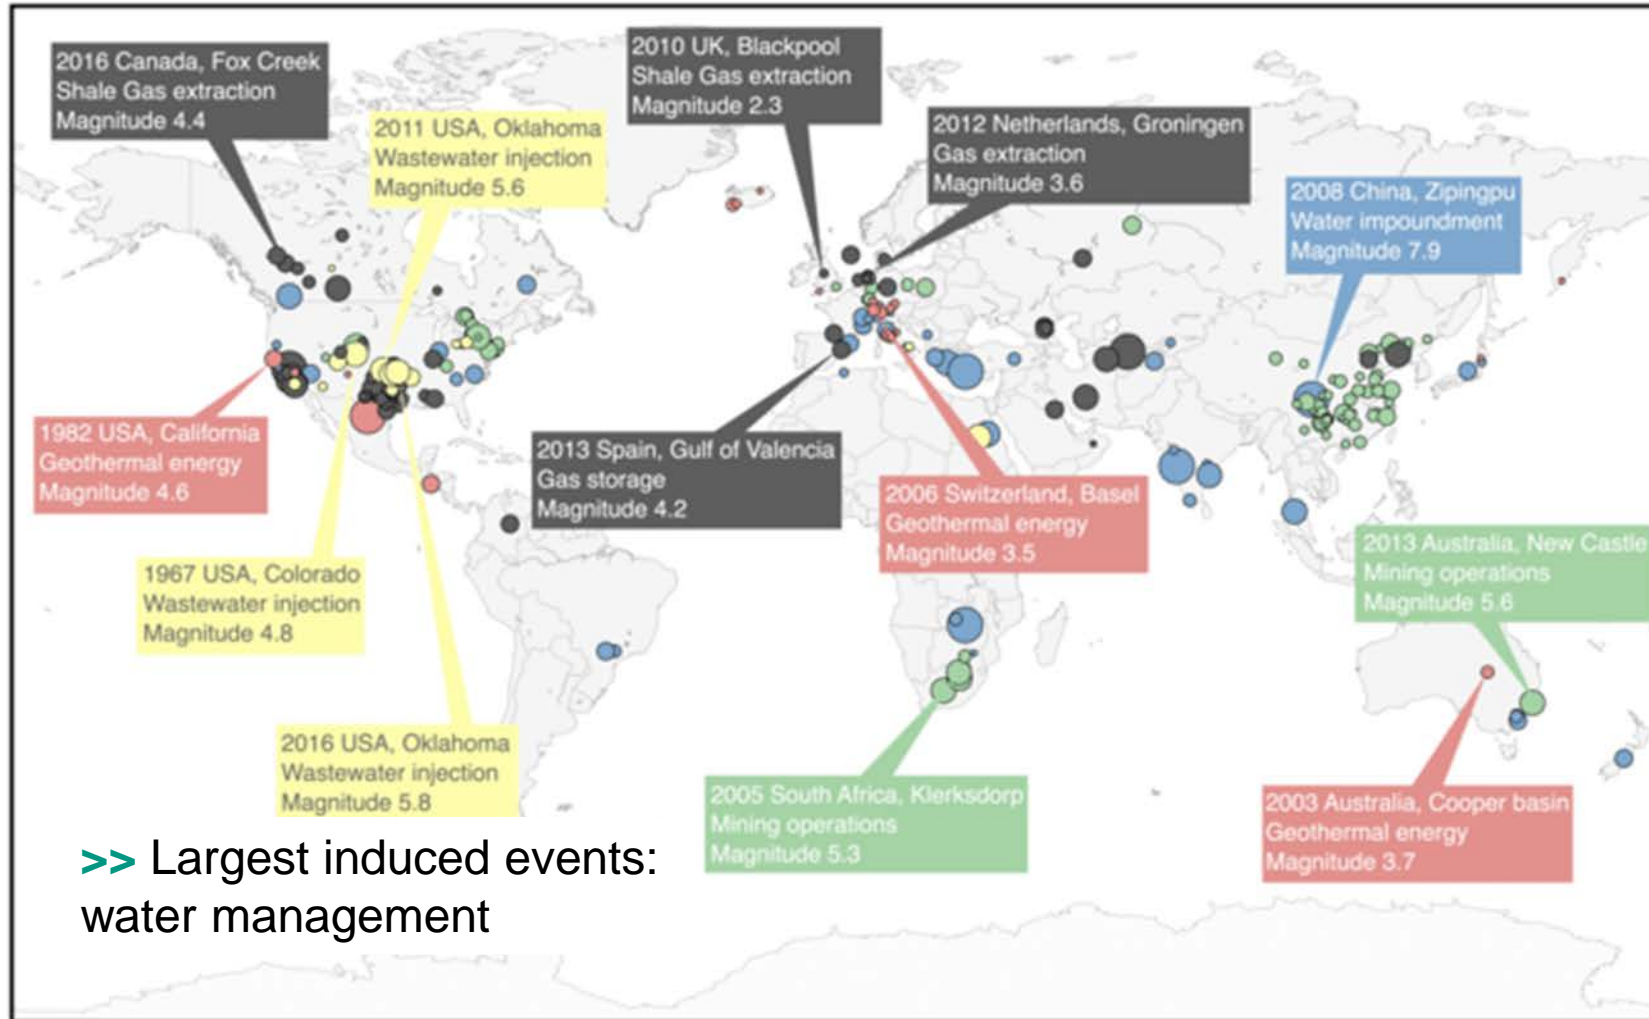 2016 Canada, Fox Creek
Shale Gas extraction
Magnitude 4.4
2011 USA, Oklahoma
Wastewater injection
Magnitude 5.6
2010 UK, Blackpool
Shale Gas extraction
Magnitude 2.3
2012 Netherlands, Groningen
Gas extraction
Magnitude 3.6
2008 China, Zipingpu
Water impoundment
Magnitude 7.9
1982 USA, California
Geothermal energy
Magnitude 4.6
2013 Spain, Gulf of Valencia
Gas storage
Magnitude 4.2
2006 Switzerland, Basel
Geothermal energy
Magnitude 3.5
2013 Australia, New Castle
Mining operations
Magnitude 5.6
1967 USA, Colorado
Wastewater injection
Magnitude 4.8
2016 USA, Oklahoma
Wastewater injection
Magnitude 5.8
2005 South Africa, Klerksdorp
Mining operations
Magnitude 5.3
2003 Australia, Cooper basin
Geothermal energy
Magnitude 3.7
>> Largest induced events:
water management